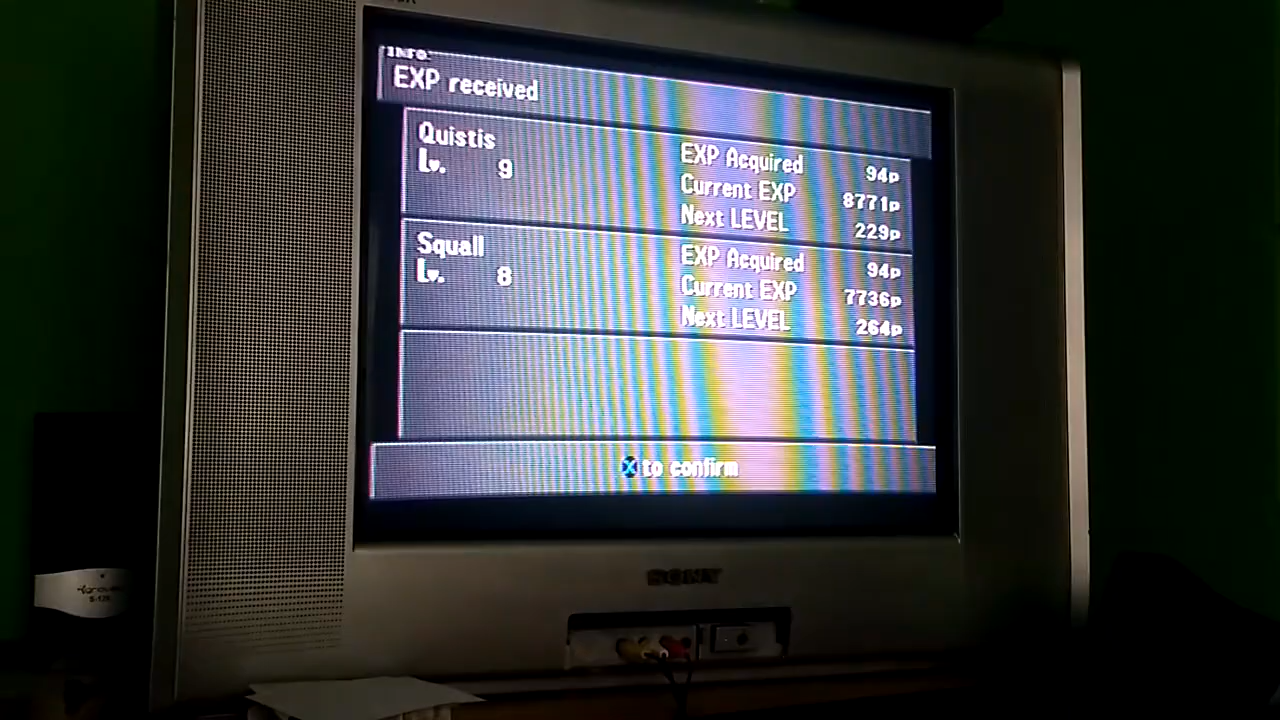 INFO
EXP received
Quistis
Lv. 9
EXP Acquired 94p
Current EXP 8771p
Next LEVEL 229p
Squall
Lv. 8
EXP Acquired 94p
Current EXP 7736p
Next LEVEL 264p
X to confirm
SONY